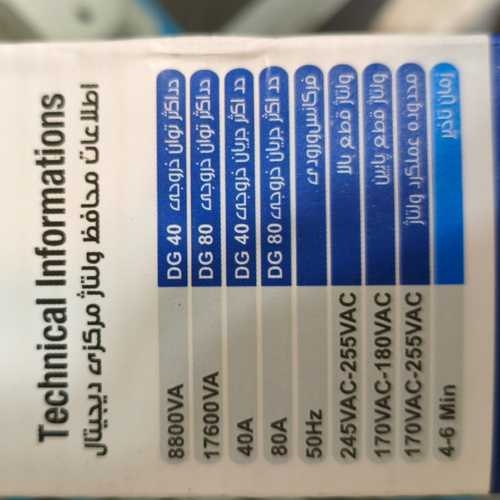 Technical Informations
اطلاعات محافظ ولتاژ مرکزی دیجیتال
حداکثر توان خروجی DG 40 8800VA
حداکثر توان خروجی DG 80 17600VA
حد اکثر جریان خروجی DG 40 40A
حد اکثر جریان خروجی DG 80 80A
فرکانس ورودی 50Hz
ولتاژ قطع بالا 245VAC-255VAC
ولتاژ قطع پایین 170VAC-180VAC
محدوده عملکرد ولتاژ 170VAC-255VAC
زمان تاخیر 4-6 Min